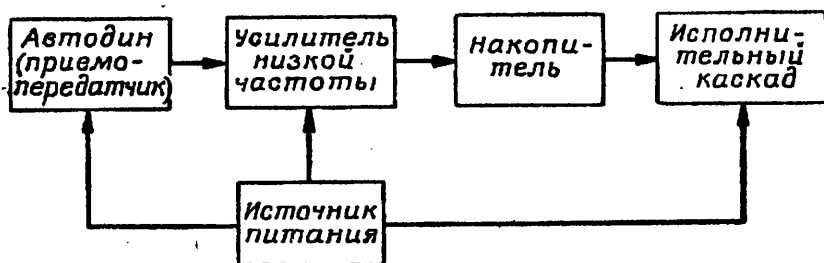 Автодин
(приемо-
передатчик)
Усилитель
низкой
частоты
Накопи-
тель
Исполни-
тельный
каскад
Источник
питания